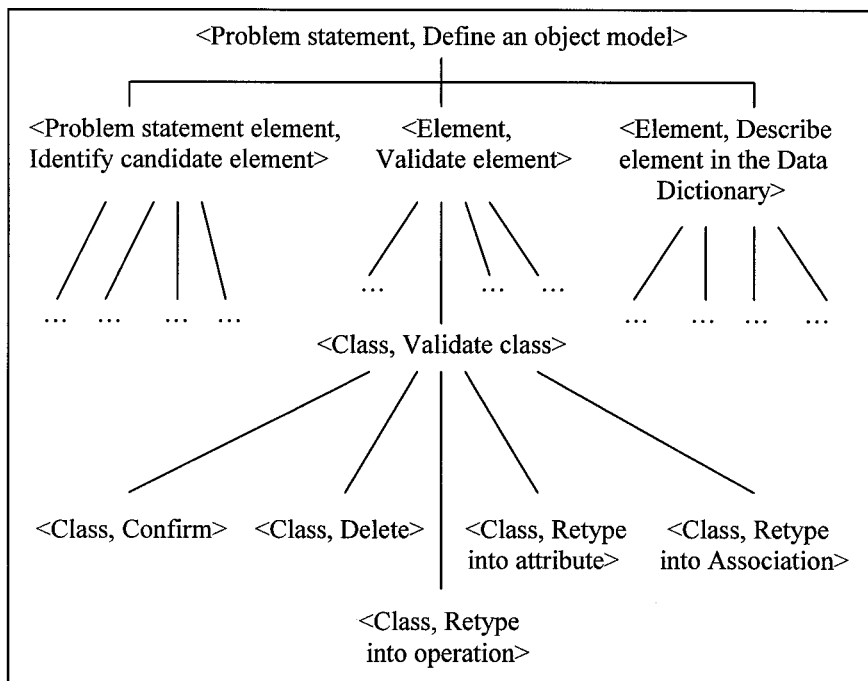 <Problem statement, Define an object model>
<Problem statement element,
Identify candidate element>
<Element,
Validate element>
<Element, Describe
element in the Data
Dictionary>
... ... ... ...
... ... ...
... ... ... ...
<Class, Validate class>
<Class, Confirm>
<Class, Delete>
<Class, Retype
into attribute>
<Class, Retype
into Association>
<Class, Retype
into operation>